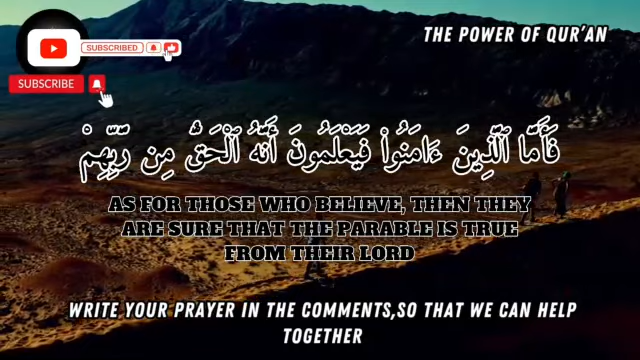 THE POWER OF QUR'AN
SUBSCRIBED
SUBSCRIBE
فَأَمَّا ٱلَّذِينَ ءَامَنُوا۟ فَيَعْلَمُونَ أَنَّهُ ٱلْحَقُّ مِن رَّبِّهِمْ
AS FOR THOSE WHO BELIEVE, THEN THEY
ARE SURE THAT THE PARABLE IS TRUE
FROM THEIR LORD
WRITE YOUR PRAYER IN THE COMMENTS,SO THAT WE CAN HELP
TOGETHER